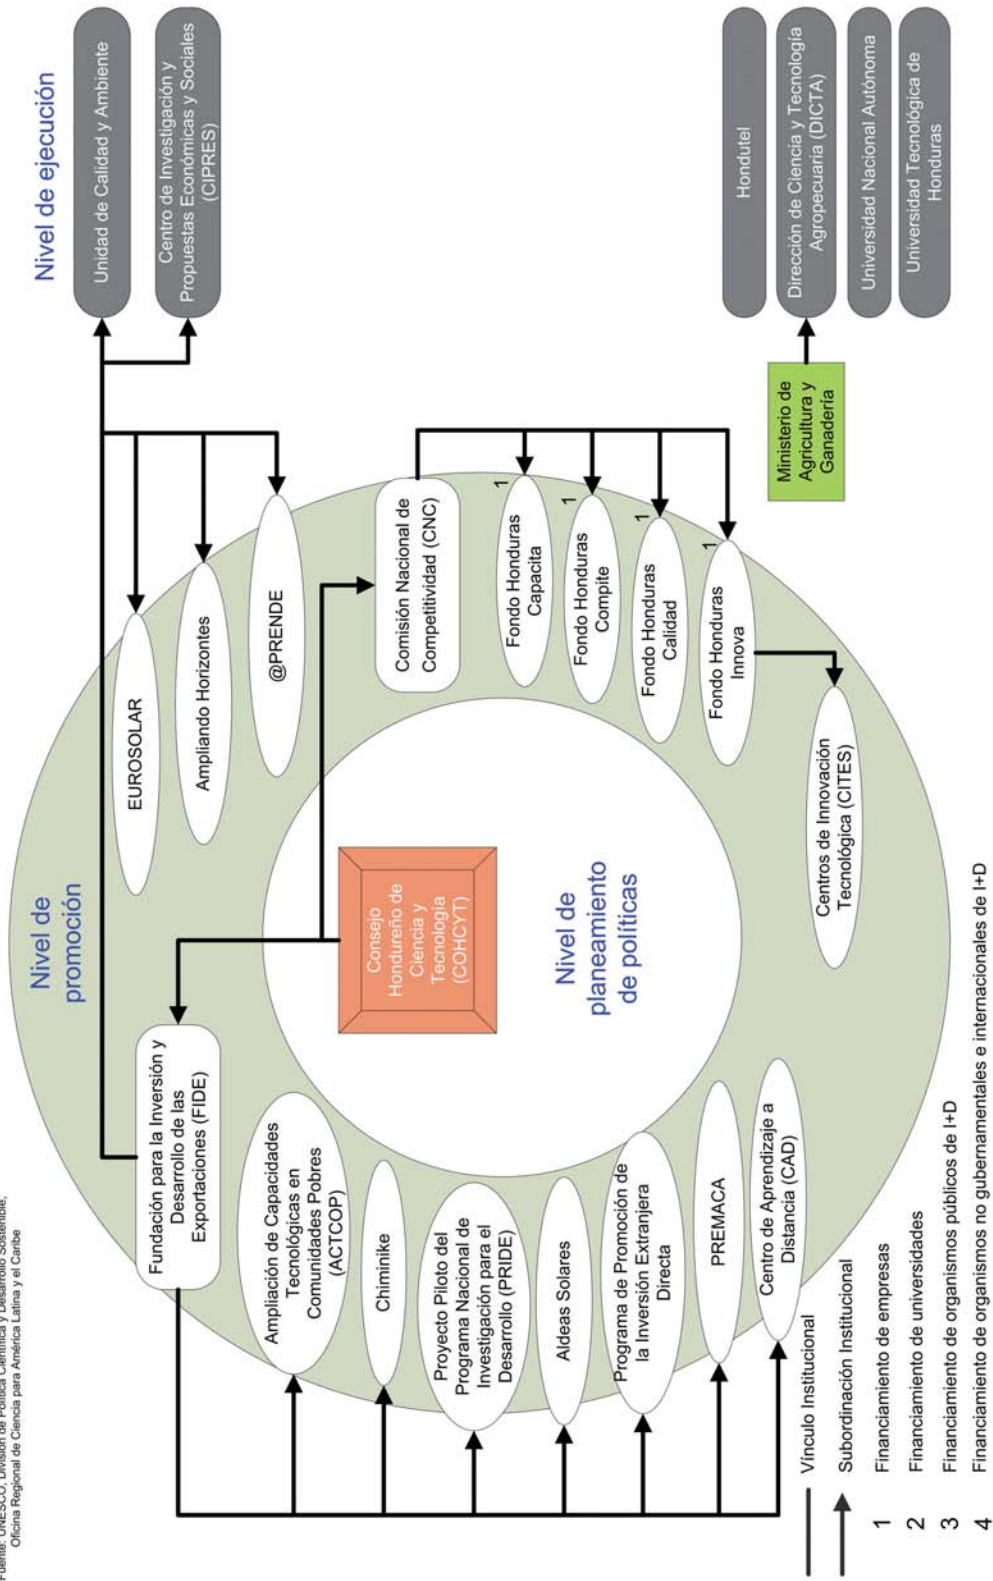 Fuente: UNESCO, División de Política Científica y Desarrollo Sostenible,
Oficina Regional de Ciencia para América Latina y el Caribe
Nivel de
promoción
Nivel de ejecución
Fundación para la Inversión y
Desarrollo de las
Exportaciones (FIDE)
EUROSOLAR
Unidad de Calidad y Ambiente
Ampliando Horizontes
Centro de Investigación y
Propuestas Económicas y Sociales
(CIPRES)
@PRENDE
Ampliación de Capacidades
Tecnológicas en
Comunidades Pobres
(ACTCOP)
Chiminike
Proyecto Piloto del
Programa Nacional de
Investigación para el
Desarrollo (PRIDE)
Aldeas Solares
Programa de Promoción de
la Inversión Extranjera
Directa
PREMACA
Centro de Aprendizaje a
Distancia (CAD)
Consejo
Hondureño de
Ciencia y
Tecnología
(COHCYT)
Nivel de
planeamiento
de políticas
Comisión Nacional de
Competitividad (CNC)
1
Fondo Honduras
Capacita
1
Fondo Honduras
Compite
1
Fondo Honduras
Calidad
1
Fondo Honduras
Innova
Centros de Innovación
Tecnológica (CITES)
Ministerio de
Agricultura y
Ganadería
Hondutel
Dirección de Ciencia y Tecnología
Agropecuaria (DICTA)
Universidad Nacional Autónoma
Universidad Tecnológica de
Honduras
Vínculo Institucional
Subordinación Institucional
1 Financiamiento de empresas
2 Financiamiento de universidades
3 Financiamiento de organismos públicos de I+D
4 Financiamiento de organismos no gubernamentales e internacionales de I+D